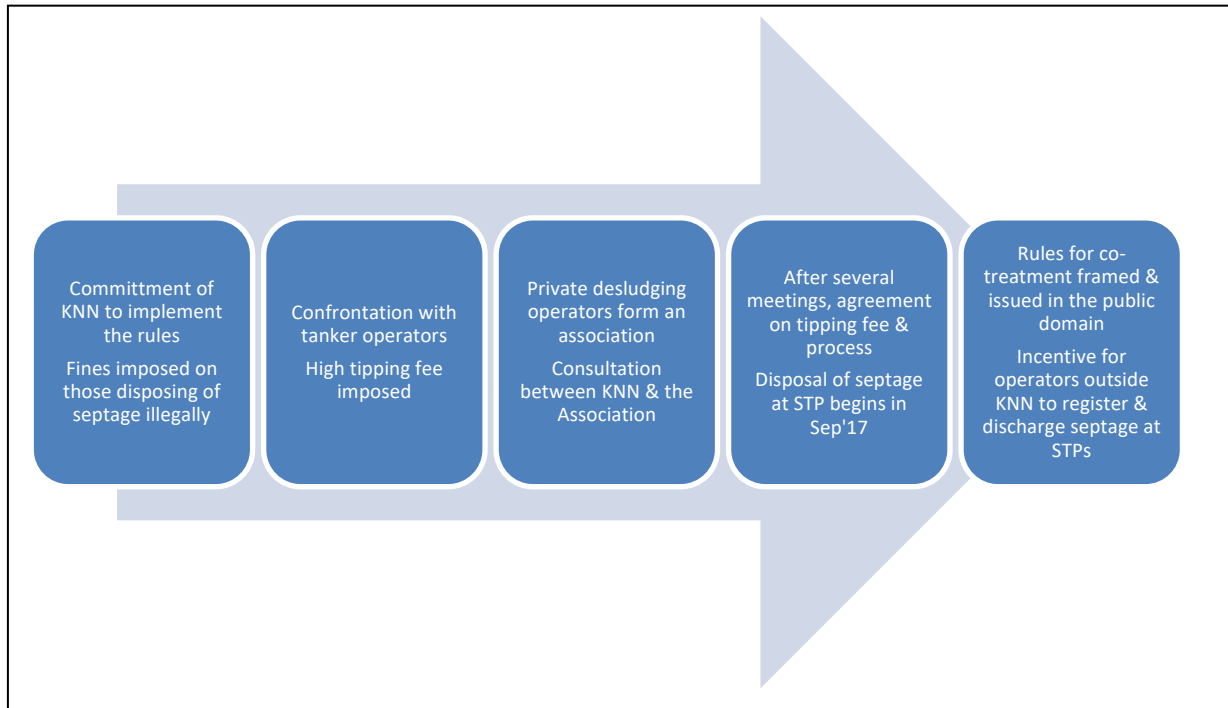 Committment of
KNN to implement
the rules
Fines imposed on
those disposing of
septage illegally
Confrontation with
tanker operators
High tipping fee
imposed
Private desludging
operators form an
association
Consultation
between KNN & the
Association
After several
meetings, agreement
on tipping fee &
process
Disposal of septage
at STP begins in
Sep'17
Rules for co-
treatment framed &
issued in the public
domain
Incentive for
operators outside
KNN to register &
discharge septage at
STPs